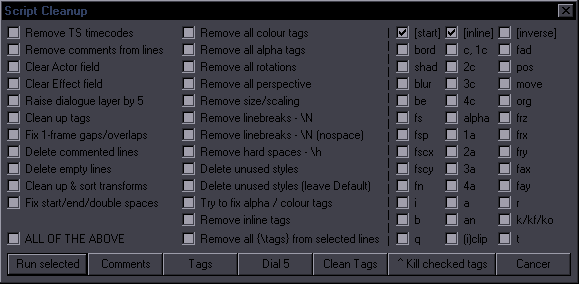 Script Cleanup
Remove TS timecodes Remove all colour tags | [start] [inline] [inverse]
Remove comments from lines Remove all alpha tags | bord c, 1c fad
Clear Actor field Remove all rotations | shad 2c pos
Clear Effect field Remove all perspective | blur 3c move
Raise dialogue layer by 5 Remove size/scaling | be 4c org
Clean up tags Remove linebreaks - \N | fs alpha frz
Fix 1-frame gaps/overlaps Remove linebreaks - \N (nospace) | fsp 1a frx
Delete commented lines Remove hard spaces - \h | fscx 2a fry
Delete empty lines Delete unused styles | fscy 3a fax
Clean up & sort transforms Delete unused styles (leave Default) | fn 4a fay
Fix start/end/double spaces Try to fix alpha / colour tags | i a r
Remove inline tags | b an k/kf/ko
ALL OF THE ABOVE Remove all {\tags} from selected lines | q (i)clip t
Run selected Comments Tags Dial 5 Clean Tags ^ Kill checked tags Cancer